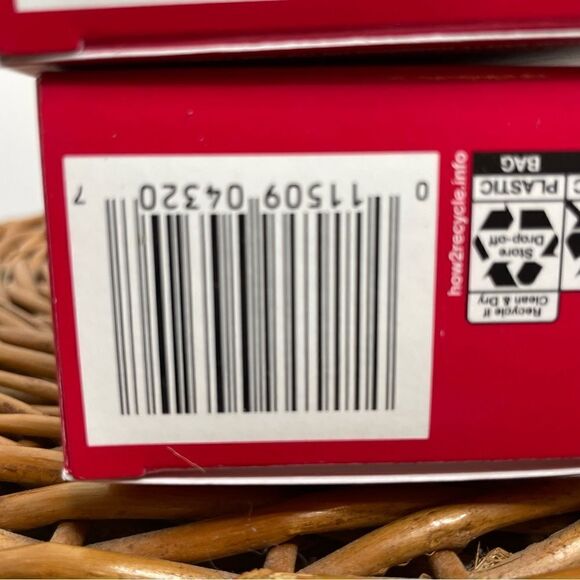 Recycle If
Clean & Dry
Store
Drop-off
PLASTIC
BAG
how2recycle.info
0 11509 04320 7